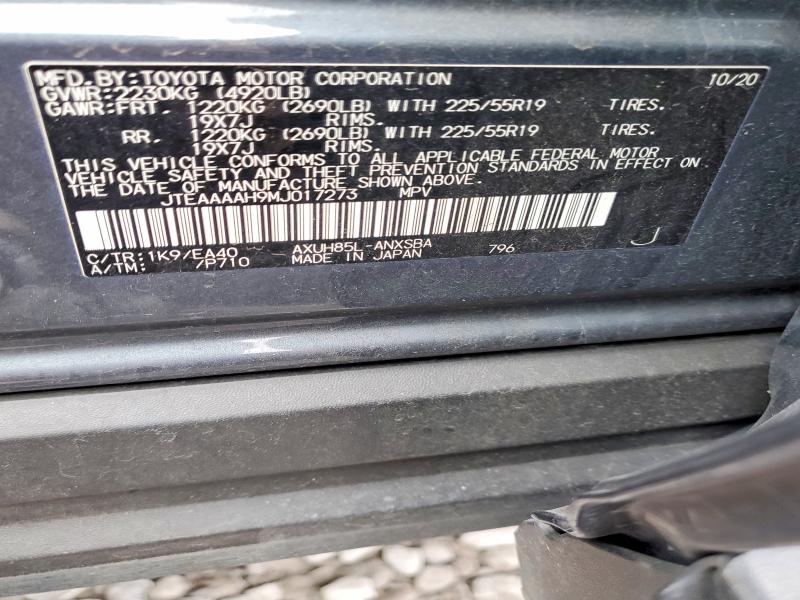 MFD. BY: TOYOTA MOTOR CORPORATION 10/20
GVWR: 2230KG (4920LB)
GAWR: FRT. 1220KG (2690LB) WITH 225/55R19 TIRES.
19X7J RIMS.
RR. 1220KG (2690LB) WITH 225/55R19 TIRES.
19X7J RIMS.
THIS VEHICLE CONFORMS TO ALL APPLICABLE FEDERAL MOTOR
VEHICLE SAFETY AND THEFT PREVENTION STANDARDS IN EFFECT ON
THE DATE OF MANUFACTURE SHOWN ABOVE.
JTEAAAAH9MJ017273 MPV
C/TR: 1K9/EA40 AXUH85L-ANXSBA 796 J
A/TM: /P710 MADE IN JAPAN